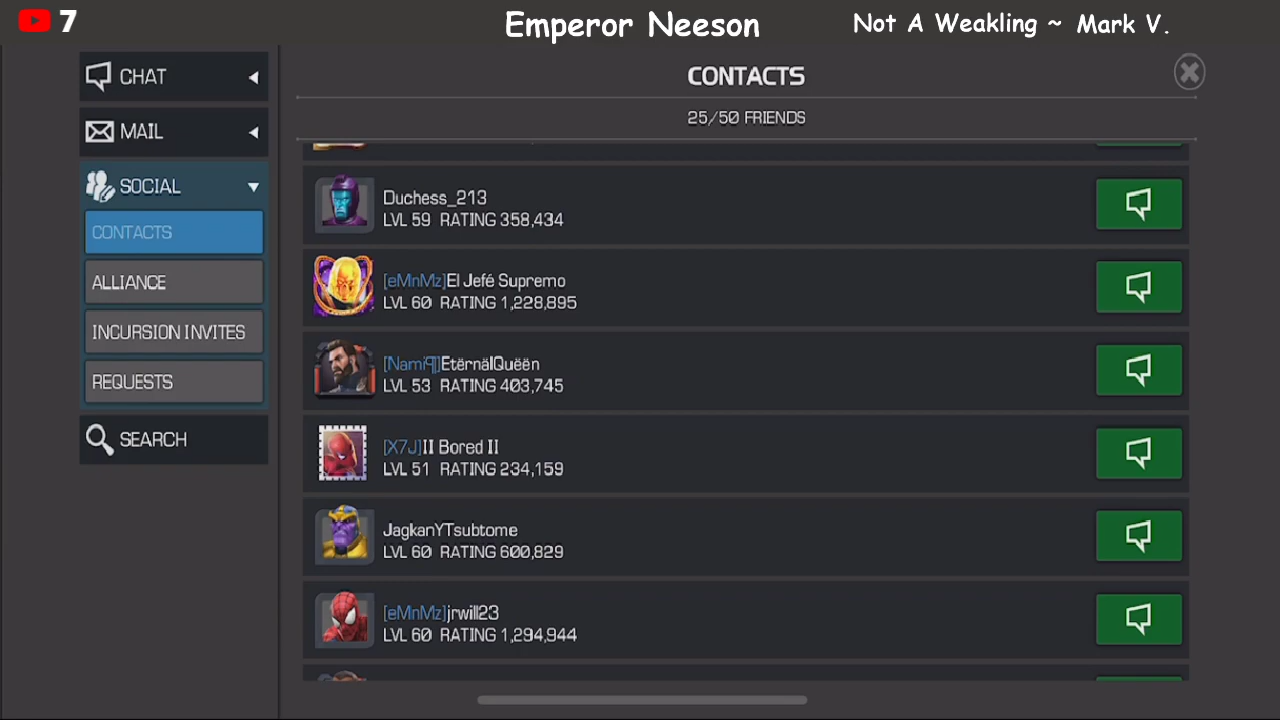 7
Emperor Neeson
Not A Weakling ~ Mark V.
CHAT
MAIL
SOCIAL
CONTACTS
ALLIANCE
INCURSION INVITES
REQUESTS
SEARCH
CONTACTS
25/50 FRIENDS
Duchess_213
LVL 59 RATING 358,434
[eMnMz]El Jefé Supremo
LVL 60 RATING 1,228,895
EtërnälQuëën
LVL 53 RATING 403,745
[X7J]II Bored II
LVL 51 RATING 234,159
JagkanYTsubtome
LVL 60 RATING 600,829
[eMnMz]jrwill23
LVL 60 RATING 1,294,944